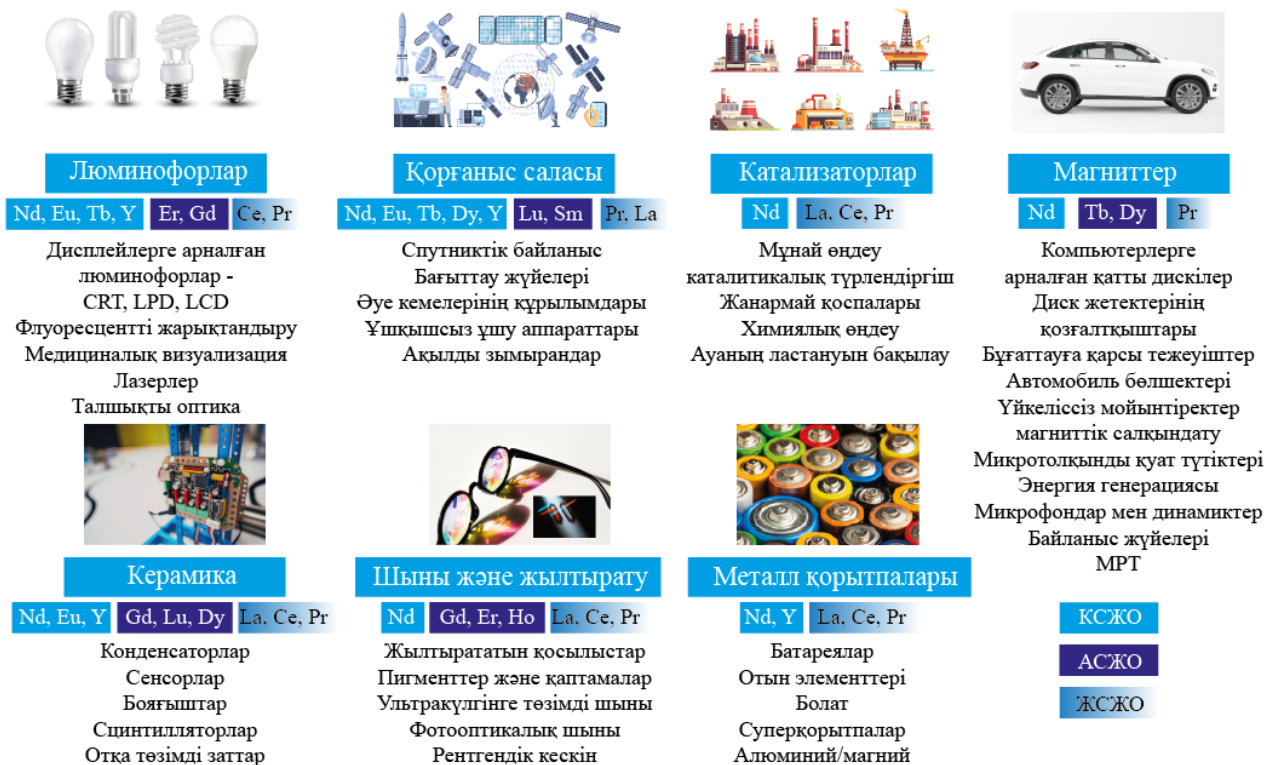 Люминофорлар
Nd, Eu, Tb, Y
Er, Gd
Ce, Pr
Дисплейлерге арналған
люминофорлар -
CRT, LPD, LCD
Флуоресцентті жарықтандыру
Медициналық визуализация
Лазерлер
Талшықты оптика
Қорғаныс саласы
Nd, Eu, Tb, Dy, Y
Lu, Sm
Pr, La
Спутниктік байланыс
Бағыттау жүйелері
Әуе кемелерінің құрылымдары
Ұшқышсыз ұшу аппараттары
Ақылды зымырандар
Катализаторлар
Nd
La, Ce, Pr
Мұнай өңдеу
каталитикалық түрлендіргіш
Жанармай қоспалары
Химиялық өңдеу
Ауаның ластануын бақылау
Магниттер
Nd
Tb, Dy
Pr
Компьютерлерге
арналған қатты дискілер
Диск жетектерінің
қозғалтқыштары
Бұғаттауға қарсы тежеуіштер
Автомобиль бөлшектері
Үйкеліссіз мойынтіректер
магниттік салқындату
Микротолқынды қуат түтіктері
Энергия генерациясы
Микрофондар мен динамиктер
Байланыс жүйелері
МРТ
Керамика
Nd, Eu, Y
Gd, Lu, Dy
La, Ce, Pr
Конденсаторлар
Сенсорлар
Бояғыштар
Сцинтилляторлар
Отқа төзімді заттар
Шыны және жылтырату
Nd
Gd, Er, Ho
La, Ce, Pr
Жылтырататын қосылыстар
Пигменттер және қаптамалар
Ультракүлгінге төзімді шыны
Фотооптикалық шыны
Рентгендік кескін
Металл қорытпалары
Nd, Y
La, Ce, Pr
Батареялар
Отын элементтері
Болат
Суперқорытпалар
Алюминий/магний
КСЖО
АСЖО
ЖСЖО